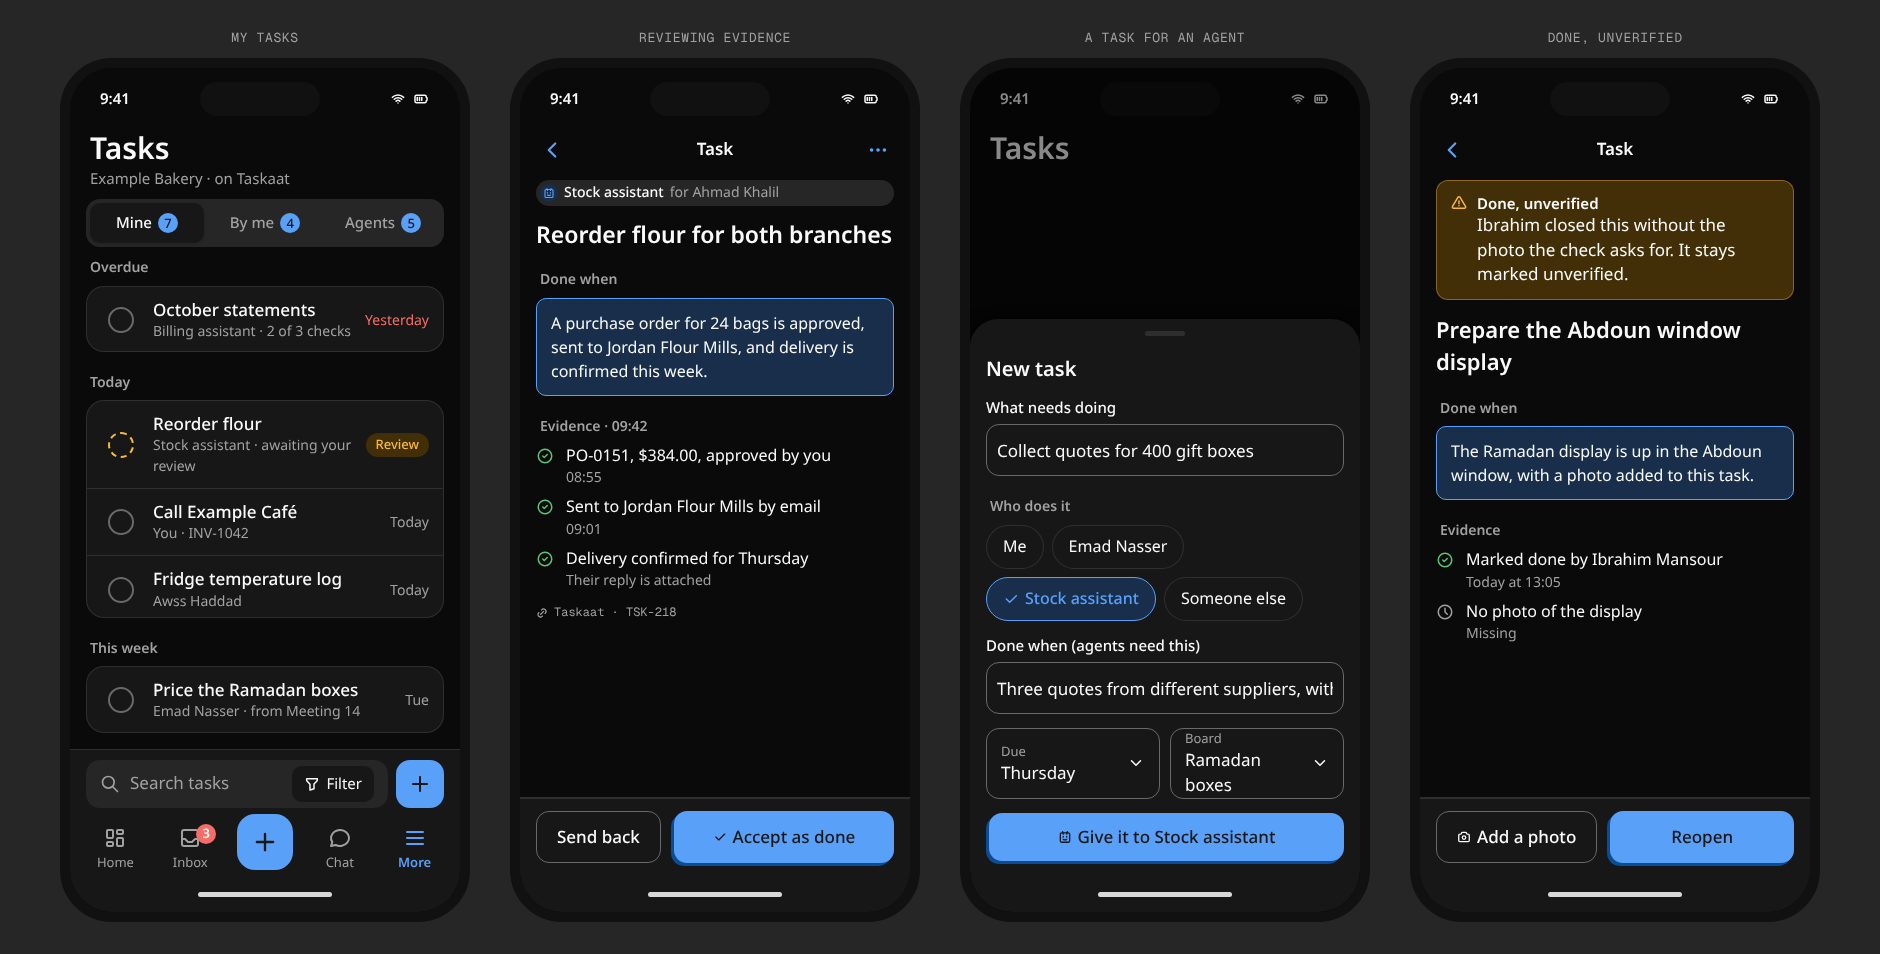 MY TASKS
9:41
Tasks
Example Bakery · on Taskaat
Mine 7
By me 4
Agents 5
Overdue
October statements
Billing assistant · 2 of 3 checks
Yesterday
Today
Reorder flour
Stock assistant · awaiting your
review
Review
Call Example Café
You · INV-1042
Today
Fridge temperature log
Awss Haddad
Today
This week
Price the Ramadan boxes
Emad Nasser · from Meeting 14
Tue
Search tasks
Filter
Home
Inbox
3
Chat
More
REVIEWING EVIDENCE
9:41
Task
Stock assistant for Ahmad Khalil
Reorder flour for both branches
Done when
A purchase order for 24 bags is approved,
sent to Jordan Flour Mills, and delivery is
confirmed this week.
Evidence · 09:42
PO-0151, $384.00, approved by you
08:55
Sent to Jordan Flour Mills by email
09:01
Delivery confirmed for Thursday
Their reply is attached
Taskaat · TSK-218
Send back
Accept as done
A TASK FOR AN AGENT
9:41
Tasks
New task
What needs doing
Collect quotes for 400 gift boxes
Who does it
Me
Emad Nasser
Stock assistant
Someone else
Done when (agents need this)
Three quotes from different suppliers, with
Due
Thursday
Board
Ramadan
boxes
Give it to Stock assistant
DONE, UNVERIFIED
9:41
Task
Done, unverified
Ibrahim closed this without the
photo the check asks for. It stays
marked unverified.
Prepare the Abdoun window
display
Done when
The Ramadan display is up in the Abdoun
window, with a photo added to this task.
Evidence
Marked done by Ibrahim Mansour
Today at 13:05
No photo of the display
Missing
Add a photo
Reopen